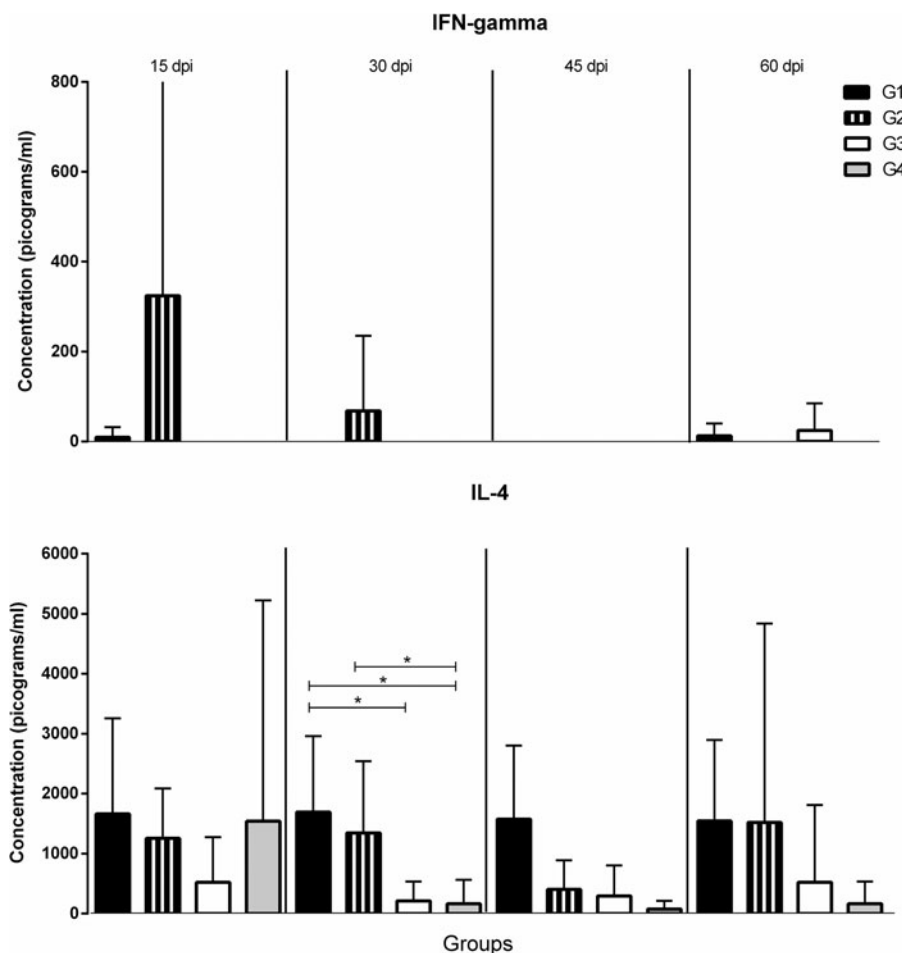 IFN-gamma
15 dpi 30 dpi 45 dpi 60 dpi
G1
G2
G3
G4
Concentration (picograms/ml)
800
600
400
200
0
IL-4
Concentration (picograms/ml)
6000
5000
4000
3000
2000
1000
0
*
*
*
Groups